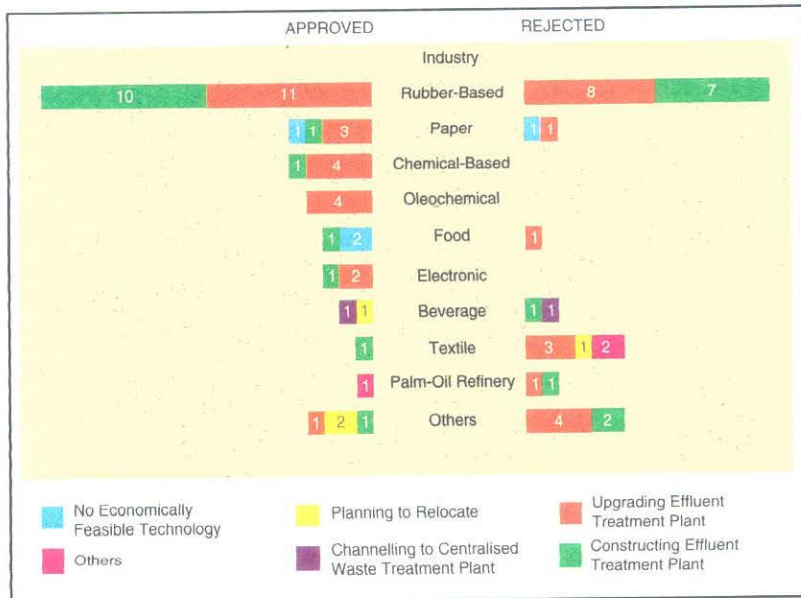 APPROVED REJECTED
Industry
10 11 Rubber-Based 8 7
1 1 3 Paper 1 1
1 4 Chemical-Based
4 Oleochemical
1 2 Food 1
1 2 Electronic
1 1 Beverage 1 1
1 Textile 3 1 2
1 Palm-Oil Refinery 1 1
1 2 1 Others 4 2
No Economically
Feasible Technology
Planning to Relocate
Upgrading Effluent
Treatment Plant
Others
Channelling to Centralised
Waste Treatment Plant
Constructing Effluent
Treatment Plant